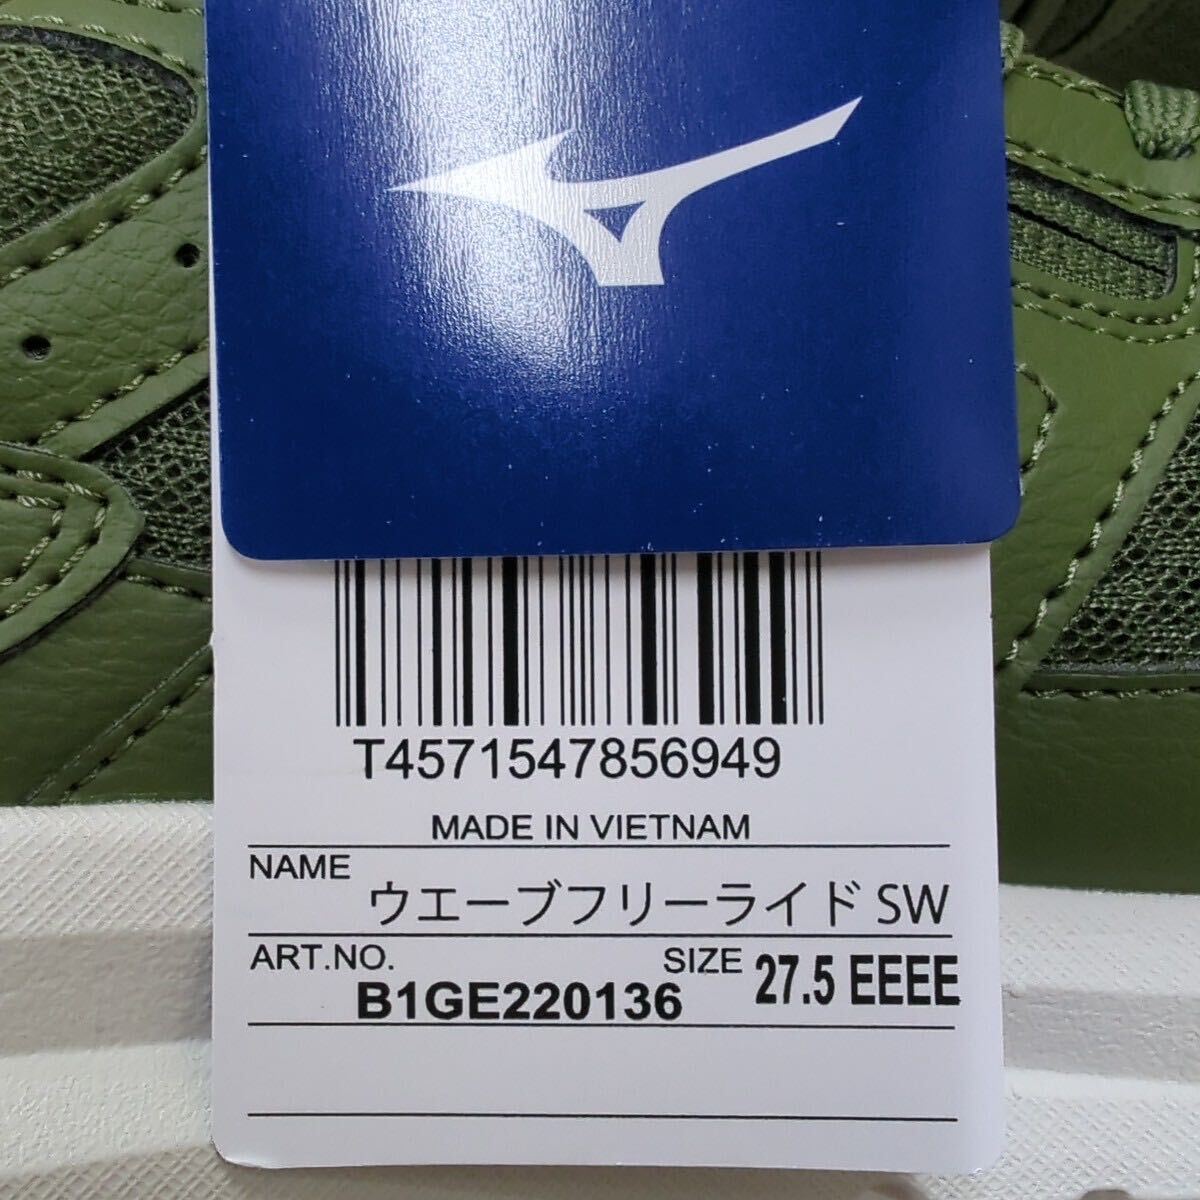 T4571547856949
MADE IN VIETNAM
NAME
ウエーブフリーライド SW
ART.NO.
B1GE220136
SIZE 27.5 EEEE